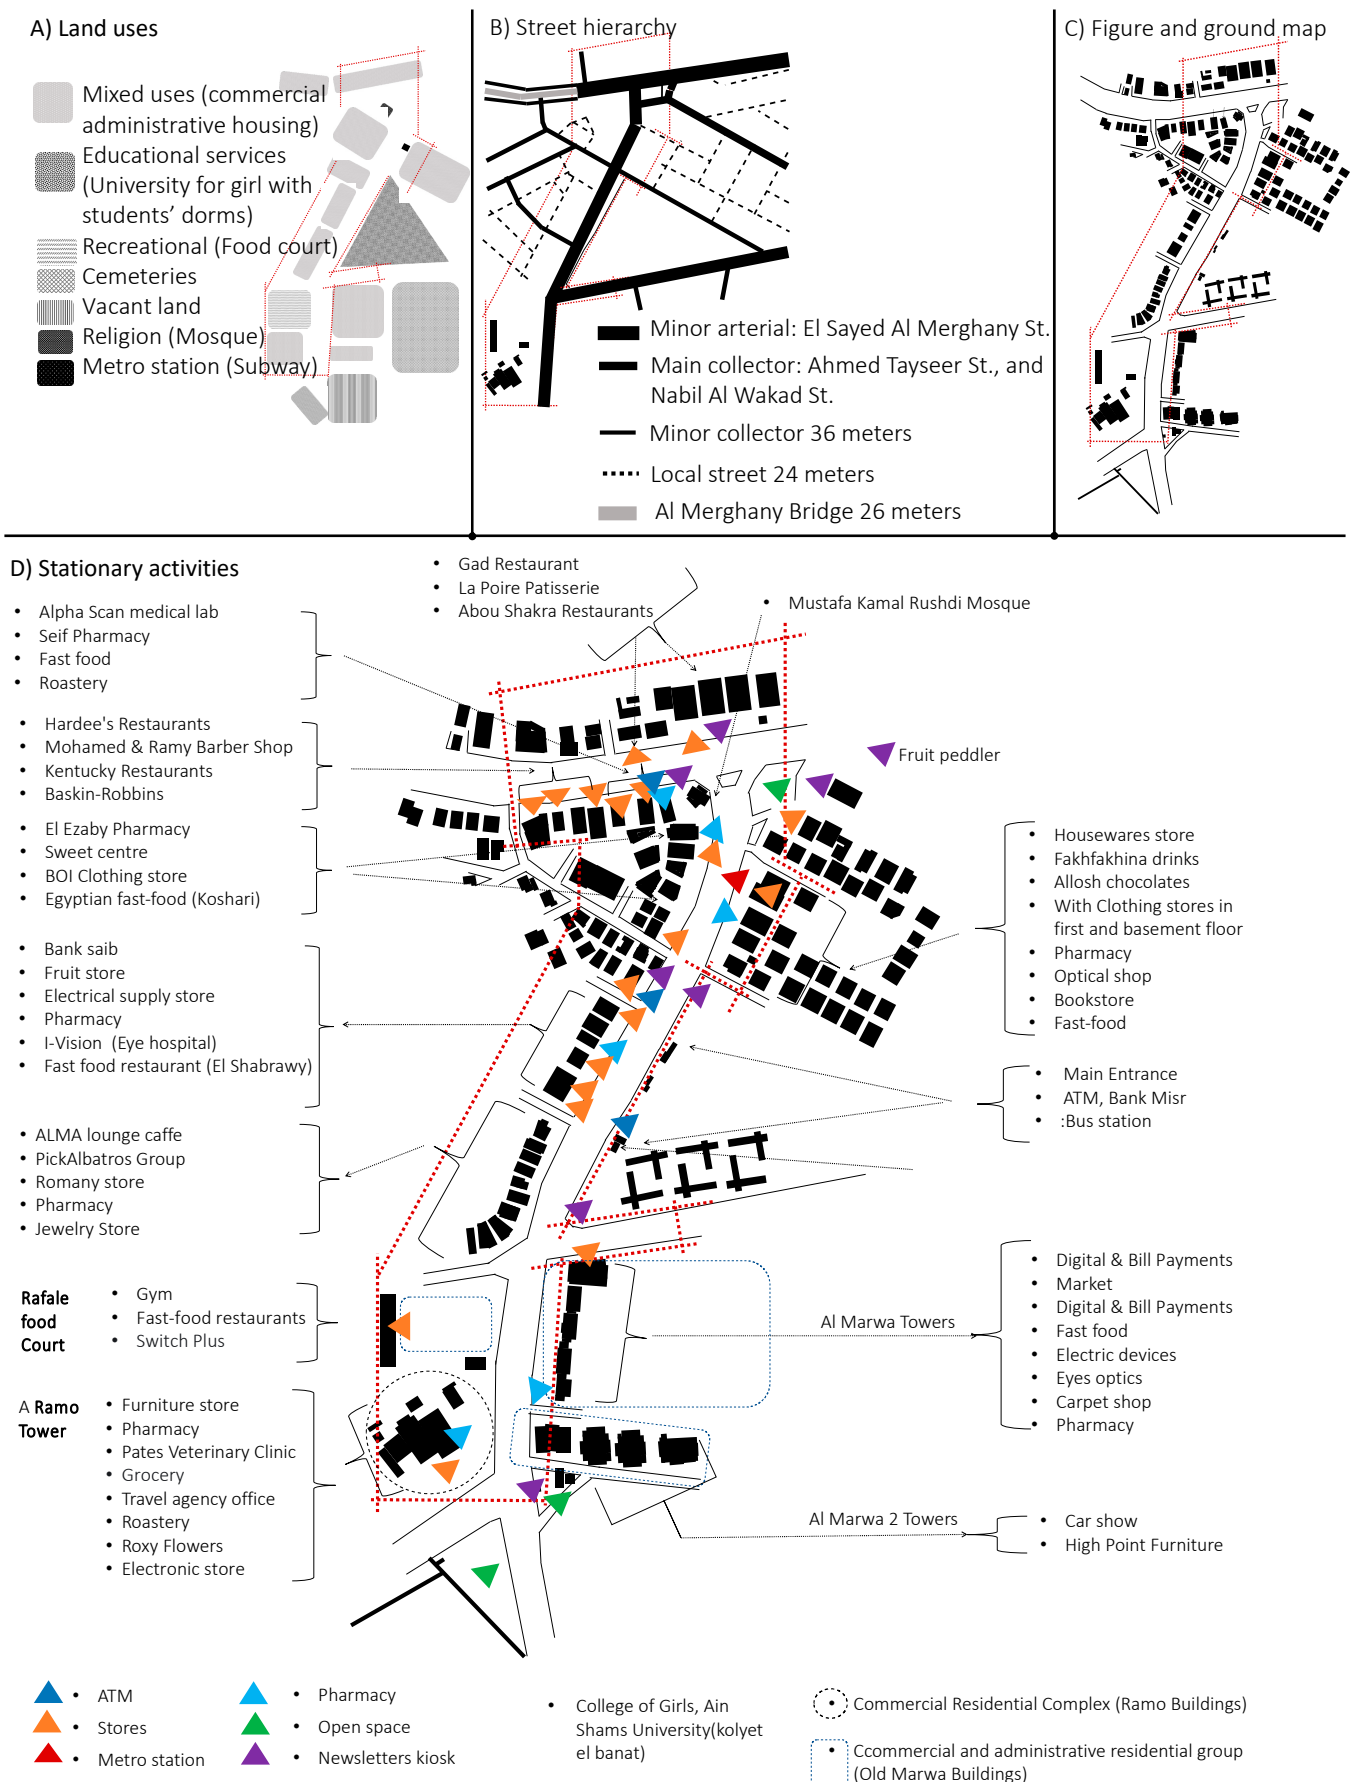 A) Land uses
Mixed uses (commercial
administrative housing)
Educational services
(University for girl with
students’ dorms)
Recreational (Food court)
Cemeteries
Vacant land
Religion (Mosque)
Metro station (Subway)
B) Street hierarchy
Minor arterial: El Sayed Al Merghany St.
Main collector: Ahmed Tayseer St., and
Nabil Al Wakad St.
Minor collector 36 meters
Local street 24 meters
Al Merghany Bridge 26 meters
C) Figure and ground map
D) Stationary activities
• Gad Restaurant
• La Poire Patisserie
• Abou Shakra Restaurants
• Mustafa Kamal Rushdi Mosque
• Alpha Scan medical lab
• Seif Pharmacy
• Fast food
• Roastery
• Hardee's Restaurants
• Mohamed & Ramy Barber Shop
• Kentucky Restaurants
• Baskin-Robbins
Fruit peddler
• El Ezaby Pharmacy
• Sweet centre
• BOI Clothing store
• Egyptian fast-food (Koshari)
• Housewares store
• Fakhfakhina drinks
• Allosh chocolates
• With Clothing stores in
first and basement floor
• Pharmacy
• Optical shop
• Bookstore
• Fast-food
• Bank saib
• Fruit store
• Electrical supply store
• Pharmacy
• I-Vision (Eye hospital)
• Fast food restaurant (El Shabrawy)
• Main Entrance
• ATM, Bank Misr
• :Bus station
• ALMA lounge caffe
• PickAlbatros Group
• Romany store
• Pharmacy
• Jewelry Store
Rafale
food
Court
• Gym
• Fast-food restaurants
• Switch Plus
Al Marwa Towers
• Digital & Bill Payments
• Market
• Digital & Bill Payments
• Fast food
• Electric devices
• Eyes optics
• Carpet shop
• Pharmacy
A Ramo
Tower
• Furniture store
• Pharmacy
• Pates Veterinary Clinic
• Grocery
• Travel agency office
• Roastery
• Roxy Flowers
• Electronic store
Al Marwa 2 Towers
• Car show
• High Point Furniture
• ATM
• Stores
• Metro station
• Pharmacy
• Open space
• Newsletters kiosk
• College of Girls, Ain
Shams University(kolyet
el banat)
• Commercial Residential Complex (Ramo Buildings)
• Ccommercial and administrative residential group
(Old Marwa Buildings)